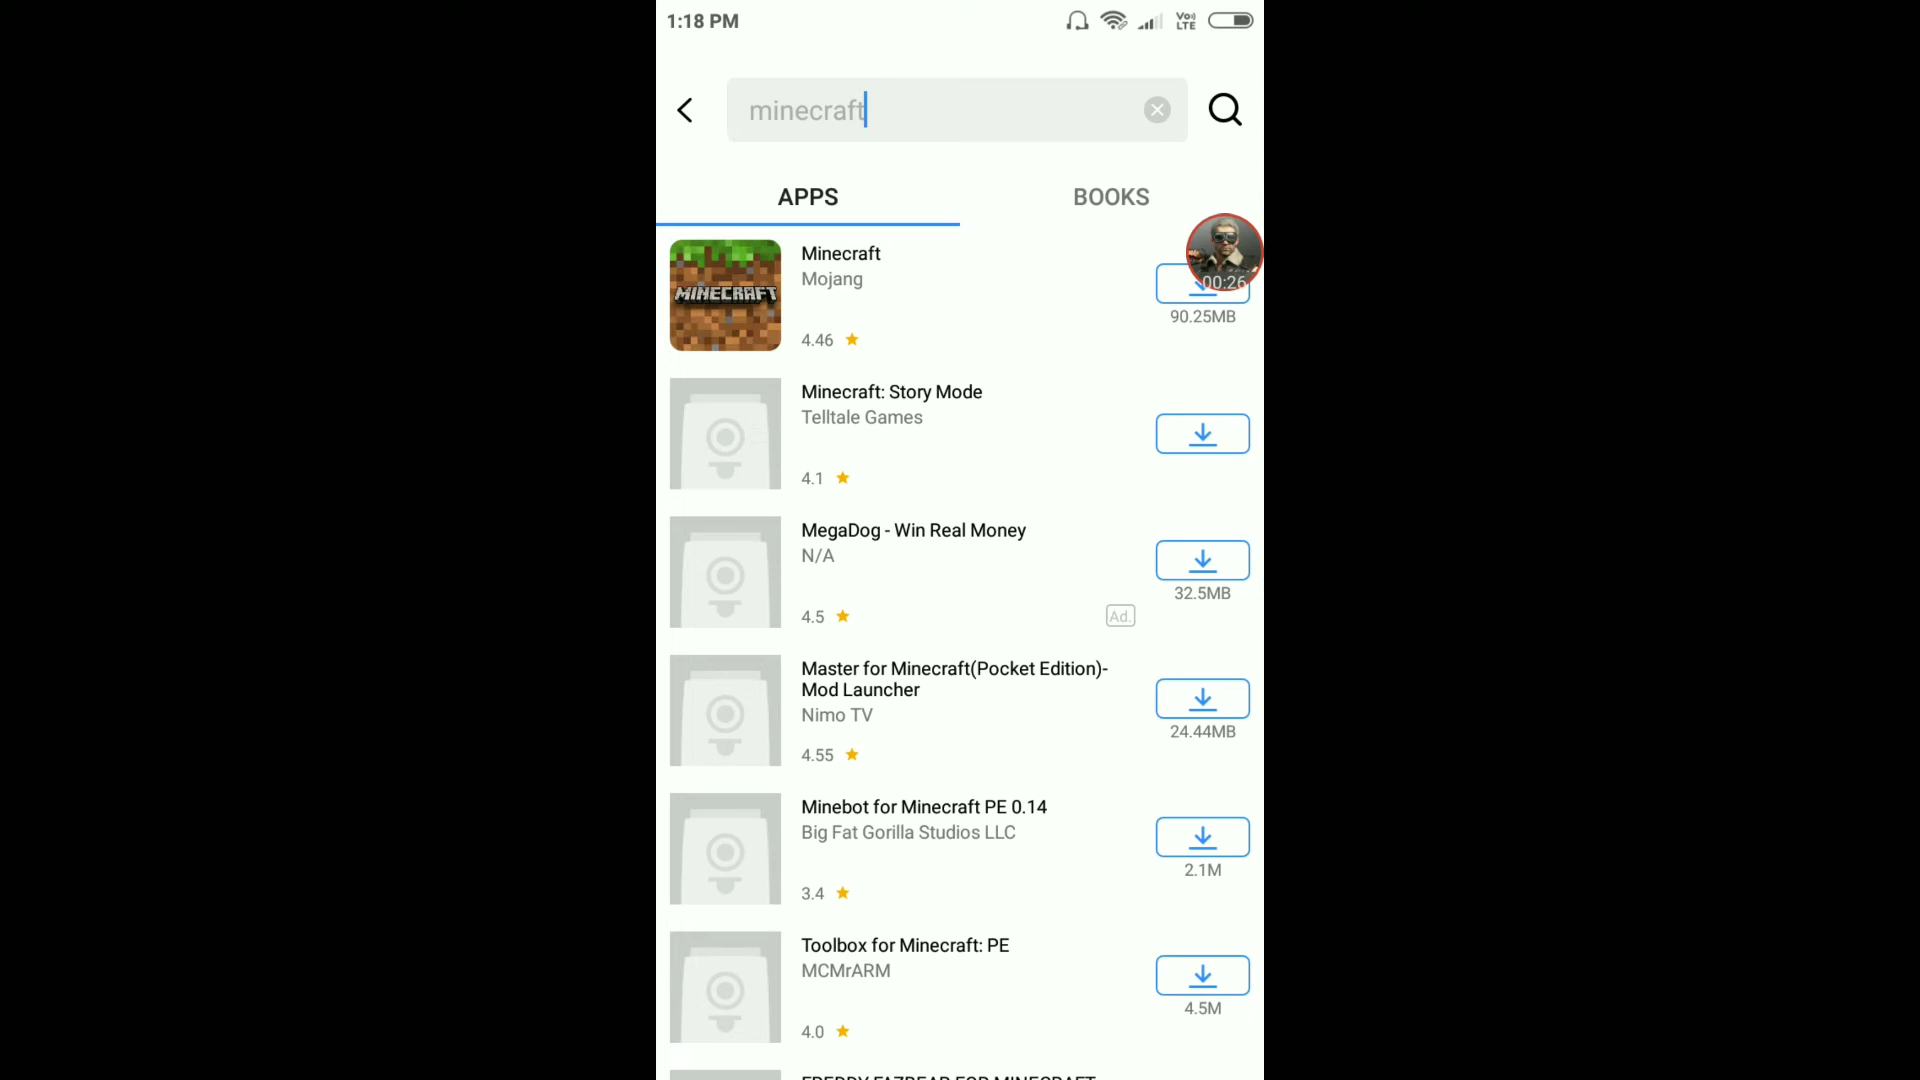 1:18 PM
Vo))
LTE
minecraft
APPS
BOOKS
MINECRAFT
Minecraft
Mojang
4.46
00:26
90.25MB
Minecraft: Story Mode
Telltale Games
4.1
MegaDog - Win Real Money
N/A
4.5
Ad.
32.5MB
Master for Minecraft(Pocket Edition)-
Mod Launcher
Nimo TV
4.55
24.44MB
Minebot for Minecraft PE 0.14
Big Fat Gorilla Studios LLC
3.4
2.1M
Toolbox for Minecraft: PE
MCMrARM
4.0
4.5M
FREDDY FAZBEAR FOR MINECRAFT